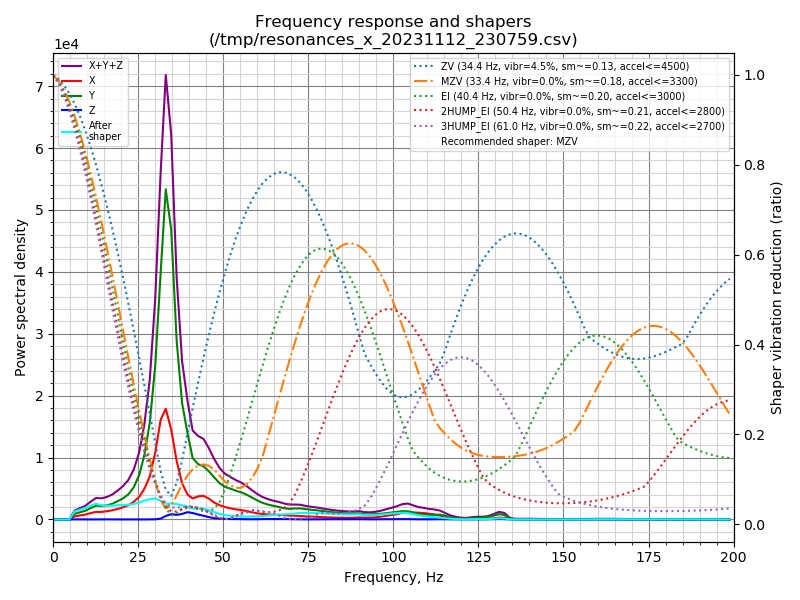 Frequency response and shapers
(/tmp/resonances_x_20231112_230759.csv)
1e4
X+Y+Z
X
Y
Z
After
shaper
ZV (34.4 Hz, vibr=4.5%, sm~=0.13, accel<=4500)
MZV (33.4 Hz, vibr=0.0%, sm~=0.18, accel<=3300)
EI (40.4 Hz, vibr=0.0%, sm~=0.20, accel<=3000)
2HUMP_EI (50.4 Hz, vibr=0.0%, sm~=0.21, accel<=2800)
3HUMP_EI (61.0 Hz, vibr=0.0%, sm~=0.22, accel<=2700)
Recommended shaper: MZV
7
6
5
4
3
2
1
0
Power spectral density
1.0
0.8
0.6
0.4
0.2
0.0
Shaper vibration reduction (ratio)
0 25 50 75 100 125 150 175 200
Frequency, Hz